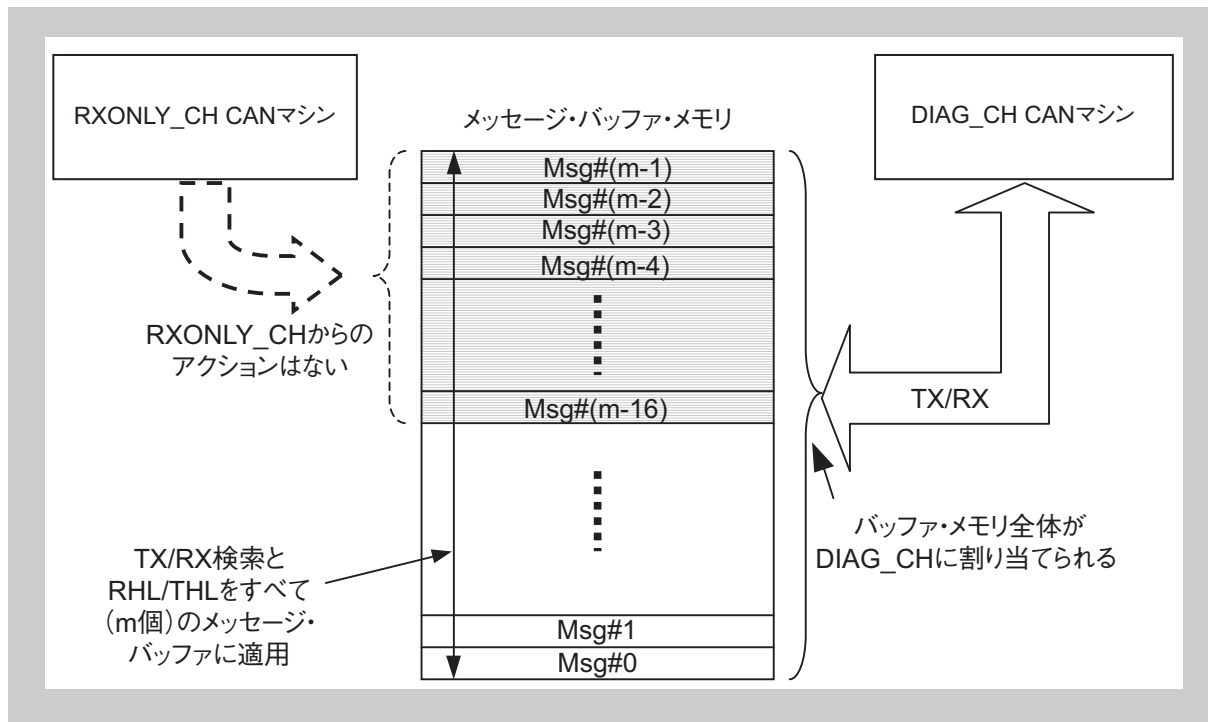 RXONLY_CH CANマシン
メッセージ・バッファ・メモリ
DIAG_CH CANマシン
Msg#(m-1)
Msg#(m-2)
Msg#(m-3)
Msg#(m-4)
RXONLY_CHからの
アクションはない
Msg#(m-16)
TX/RX
バッファ・メモリ全体が
DIAG_CHに割り当てられる
TX/RX検索と
RHL/THLをすべて
（m個）のメッセージ・
バッファに適用
Msg#1
Msg#0